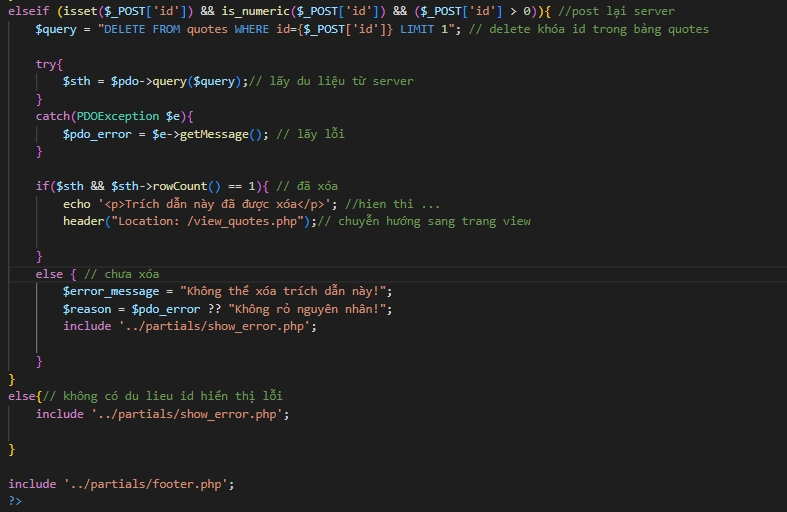 elseif (isset($_POST['id']) && is_numeric($_POST['id']) && ($_POST['id'] > 0)){ //post lại server
$query = "DELETE FROM quotes WHERE id={$_POST['id']} LIMIT 1"; // delete khóa id trong bảng quotes
try{
$sth = $pdo->query($query);// lấy du liệu từ server
}
catch(PDOException $e){
$pdo_error = $e->getMessage(); // lấy lỗi
}
if($sth && $sth->rowCount() == 1){ // đã xóa
echo '<p>Trích dẫn này đã được xóa</p>'; //hien thi ...
header("Location: /view_quotes.php");// chuyễn hướng sang trang view
}
else { // chưa xóa
$error_message = "Không thể xóa trích dẫn này!";
$reason = $pdo_error ?? "Không rỏ nguyên nhân!";
include '../partials/show_error.php';
}
}
else{// không có du lieu id hiển thị lỗi
include '../partials/show_error.php';
}
include '../partials/footer.php';
?>